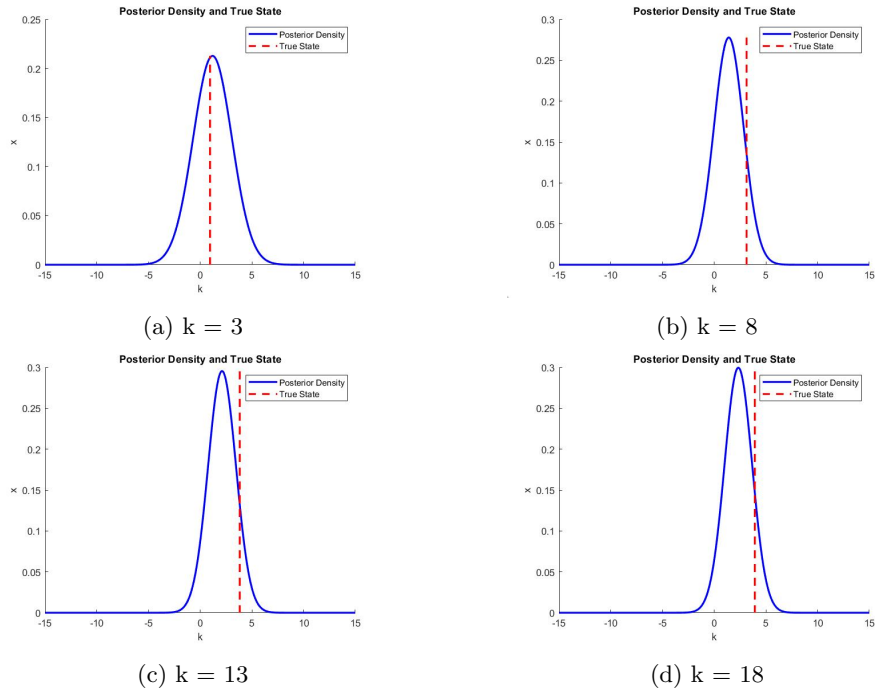 Posterior Density and True State
Posterior Density
True State
x
0.25
0.2
0.15
0.1
0.05
0
-15 -10 -5 0 5 10 15
k
(a) k = 3
Posterior Density and True State
Posterior Density
True State
x
0.3
0.25
0.2
0.15
0.1
0.05
0
-15 -10 -5 0 5 10 15
k
(b) k = 8
Posterior Density and True State
Posterior Density
True State
x
0.3
0.25
0.2
0.15
0.1
0.05
0
-15 -10 -5 0 5 10 15
k
(c) k = 13
Posterior Density and True State
Posterior Density
True State
x
0.3
0.25
0.2
0.15
0.1
0.05
0
-15 -10 -5 0 5 10 15
k
(d) k = 18